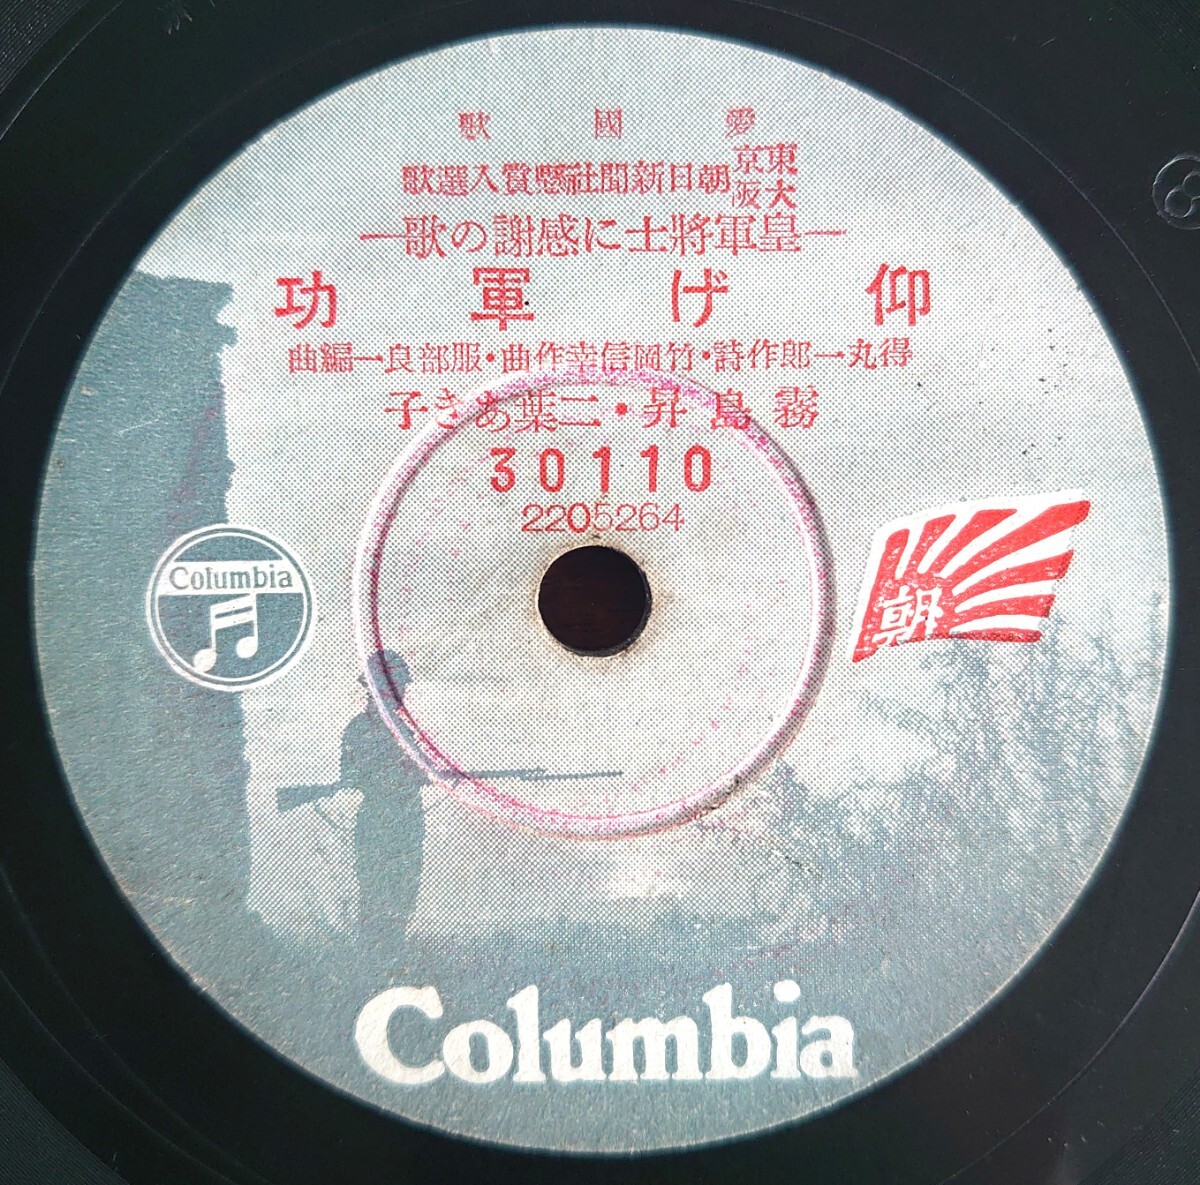 愛國歌
東京大阪朝日新聞社懸賞入選歌
―皇軍將士に感謝の歌―
仰げ軍功
得丸一郎作詩・竹岡信幸作曲・服部良一編曲
霧島昇・二葉あき子
30110
2205264
Columbia
朝
Columbia